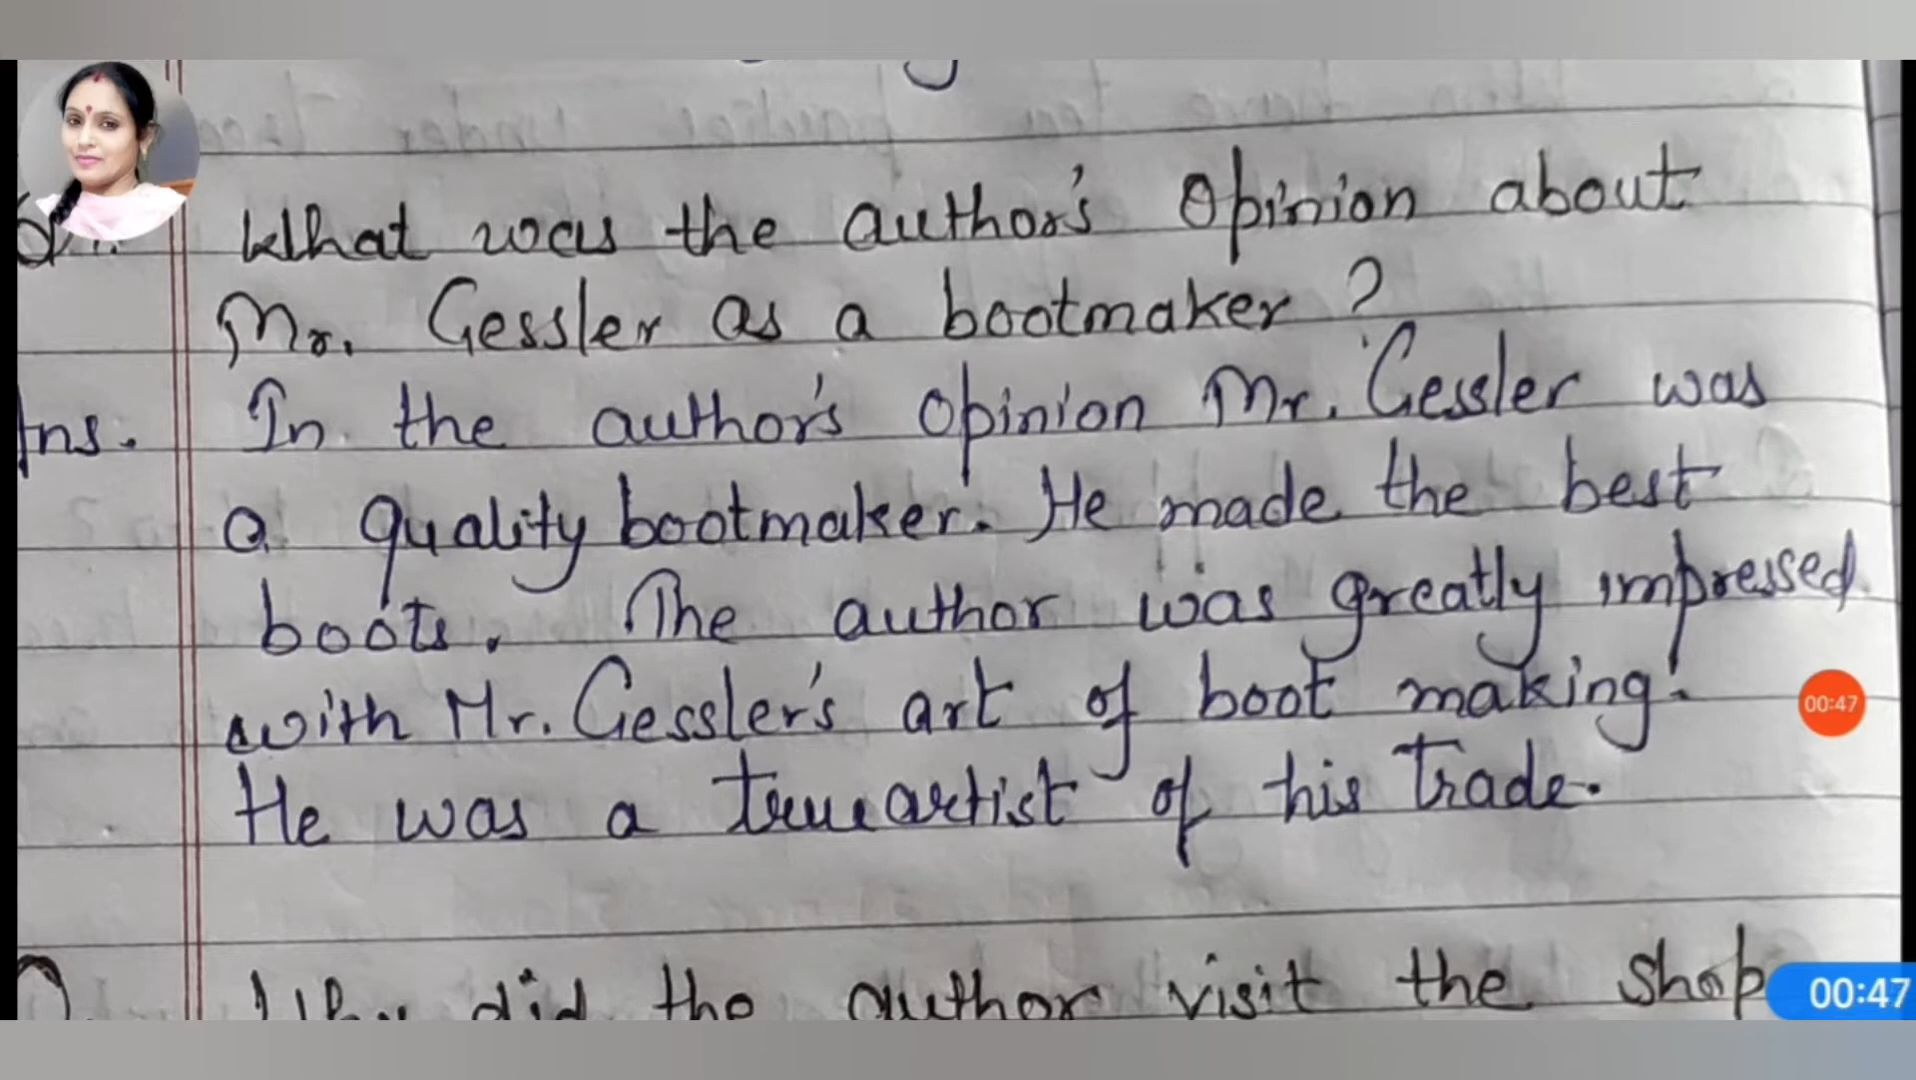 What was the author's Opinion about
Mr. Gessler as a bootmaker ?
Ans. In the author's opinion Mr. Gessler was
a quality bootmaker. He made the best
boots. The author was greatly impressed
with Mr. Gessler's art of boot making.
00:47
He was a true artist of his Trade.
Why did the author visit the shop
00:47